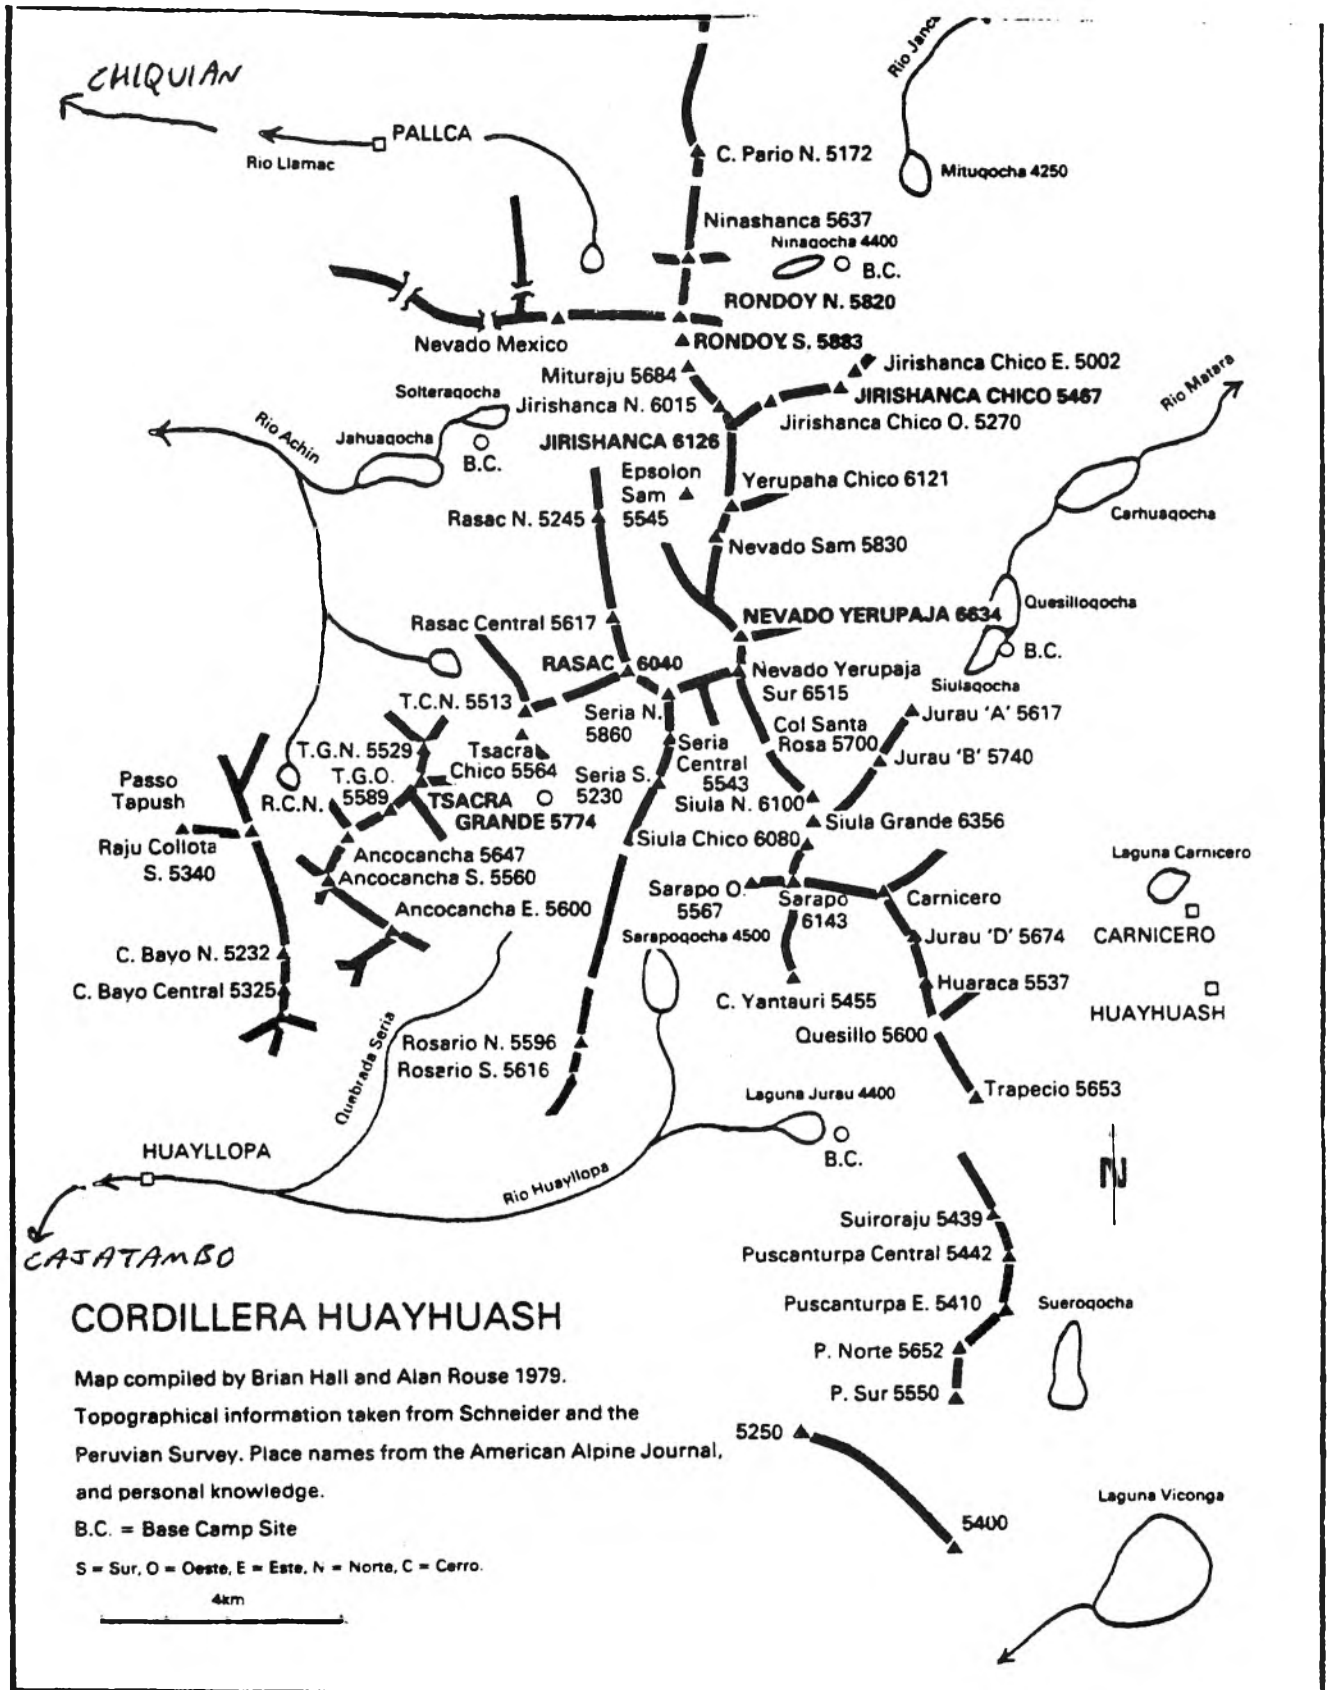 CHIQUIAN
PALLCA
Rio Llamac
Rio Janca
C. Pario N. 5172
Mituqocha 4250
Ninashanca 5637
Ninaqocha 4400
B.C.
RONDOY N. 5820
Nevado Mexico
RONDOY S. 5883
Mituraju 5684
Jirishanca Chico E. 5002
Solteraqocha
Jirishanca N. 6015
JIRISHANCA CHICO 5467
Rio Matara
Rio Achin
Jahuaqocha
B.C.
JIRISHANCA 6126
Jirishanca Chico O. 5270
Epsolon
Sam
5545
Yerupaha Chico 6121
Rasac N. 5245
Carhuaqocha
Nevado Sam 5830
Quesilloqocha
Rasac Central 5617
NEVADO YERUPAJA 6634
B.C.
RASAC 6040
Nevado Yerupaja
Sur 6515
Siulaqocha
T.C.N. 5513
Seria N.
5860
Col Santa
Rosa 5700
Jurau 'A' 5617
T.G.N. 5529
Tsacra
Chico 5564
Seria
Central
5543
Jurau 'B' 5740
Passo
Tapush
T.G.O.
5589
Seria S.
5230
R.C.N.
TSACRA
GRANDE 5774
Siula N. 6100
Siula Grande 6356
Raju Collota
S. 5340
Siula Chico 6080
Ancocancha 5647
Laguna Carnicero
Ancocancha S. 5560
Sarapo O.
5567
Sarapo
6143
Carnicero
Ancocancha E. 5600
CARNICERO
Sarapoqocha 4500
Jurau 'D' 5674
C. Bayo N. 5232
C. Bayo Central 5325
C. Yantauri 5455
Huaraca 5537
HUAYHUASH
Quesillo 5600
Quebrada Seria
Rosario N. 5596
Rosario S. 5616
Laguna Jurau 4400
Trapecio 5653
B.C.
HUAYLLOPA
Rio Huayllopa
N
CAJATAMBO
Suiroraju 5439
Puscanturpa Central 5442
Puscanturpa E. 5410
Sueroqocha
P. Norte 5652
P. Sur 5550
5250
5400
Laguna Viconga
CORDILLERA HUAYHUASH
Map compiled by Brian Hall and Alan Rouse 1979.
Topographical information taken from Schneider and the
Peruvian Survey. Place names from the American Alpine Journal,
and personal knowledge.
B.C. = Base Camp Site
S = Sur, O = Oeste, E = Este, N = Norte, C = Cerro.
4km